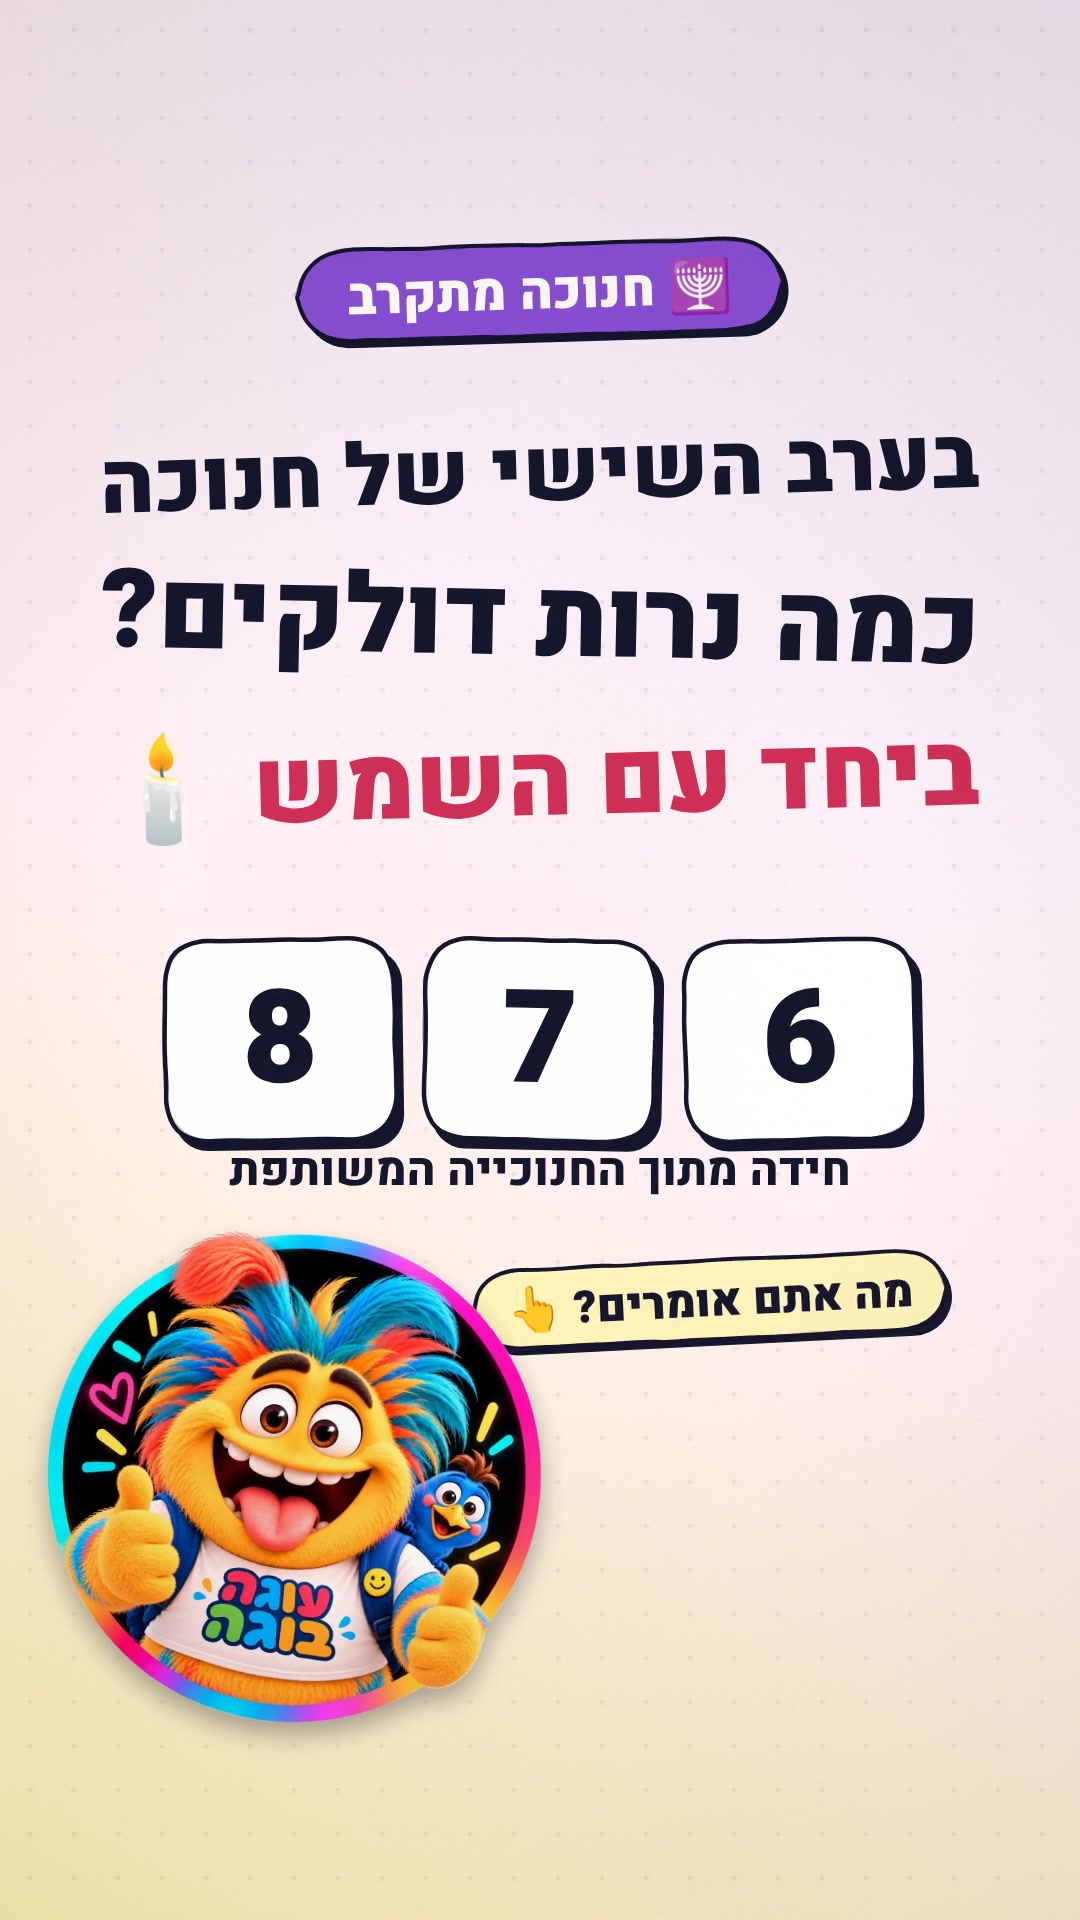 🕎 חנוכה מתקרב
בערב השישי של חנוכה
כמה נרות דולקים?
ביחד עם השמש 🕯️
6 7 8
חידה מתוך החנוכייה המשותפת
מה אתם אומרים? 👆
עוגה
בוגה